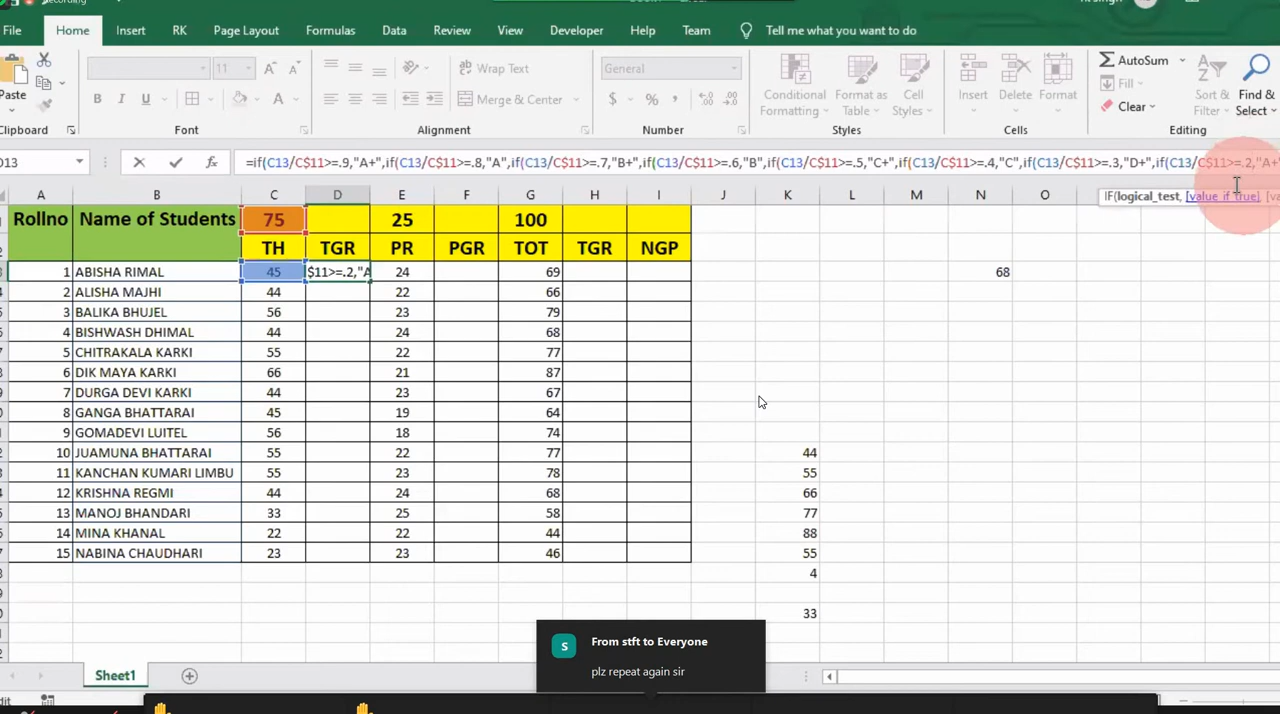 Recording
File Home Insert RK Page Layout Formulas Data Review View Developer Help Team Tell me what you want to do
Paste
11
Wrap Text
General
Merge & Center
Conditional Formatting
Format as Table
Cell Styles
Insert Delete Format
AutoSum
Fill
Clear
Sort & Filter
Find & Select
Clipboard Font Alignment Number Styles Cells Editing
D13
=if(C13/C$11>=.9,"A+",if(C13/C$11>=.8,"A",if(C13/C$11>=.7,"B+",if(C13/C$11>=.6,"B",if(C13/C$11>=.5,"C+",if(C13/C$11>=.4,"C",if(C13/C$11>=.3,"D+",if(C13/C$11>=.2,"A+"
IF(logical_test, [value_if_true], [va
A B C D E F G H I J K L M N O
Rollno Name of Students 75 25 100
TH TGR PR PGR TOT TGR NGP
1 ABISHA RIMAL 45 $11>=.2,"A 24 69 68
2 ALISHA MAJHI 44 22 66
3 BALIKA BHUJEL 56 23 79
4 BISHWASH DHIMAL 44 24 68
5 CHITRAKALA KARKI 55 22 77
6 DIK MAYA KARKI 66 21 87
7 DURGA DEVI KARKI 44 23 67
8 GANGA BHATTARAI 45 19 64
9 GOMADEVI LUITEL 56 18 74
10 JUAMUNA BHATTARAI 55 22 77 44
11 KANCHAN KUMARI LIMBU 55 23 78 55
12 KRISHNA REGMI 44 24 68 66
13 MANOJ BHANDARI 33 25 58 77
14 MINA KHANAL 22 22 44 88
15 NABINA CHAUDHARI 23 23 46 55
4
33
S From stft to Everyone
plz repeat again sir
Sheet1